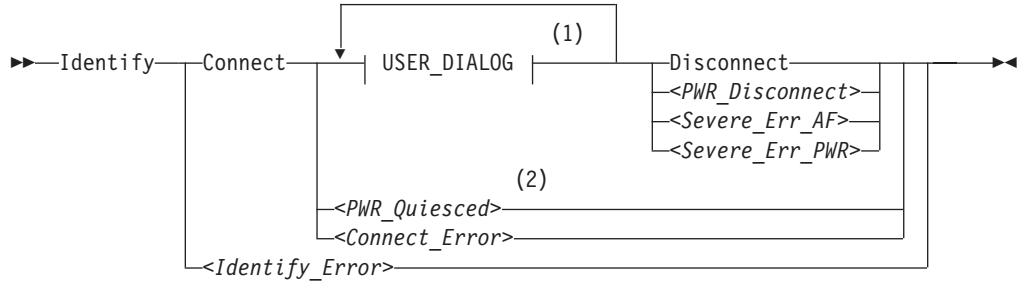 (1)
Identify Connect USER_DIALOG Disconnect
<PWR_Disconnect>
<Severe_Err_AF>
<Severe_Err_PWR>
(2)
<PWR_Quiesced>
<Connect_Error>
<Identify_Error>